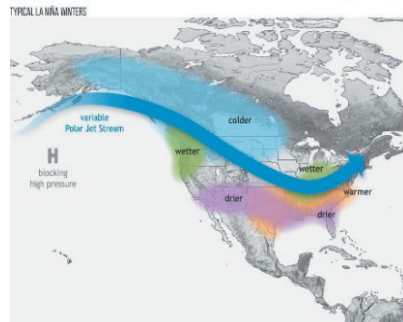 TYPICAL LA NIÑA WINTERS
variable
Polar Jet Stream
colder
H
blocking
high pressure
wetter
wetter
warmer
drier
drier